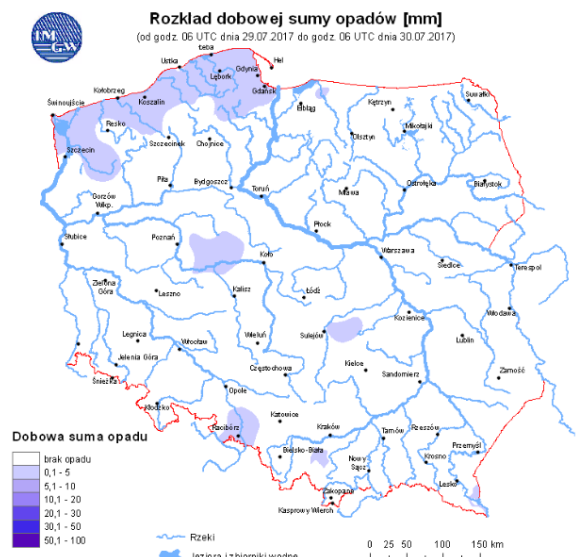 IM
GW
Rozkład dobowej sumy opadów [mm]
(od godz. 06 UTC dnia 29.07.2017 do godz. 06 UTC dnia 30.07.2017)
Łeba
Hel
Ustka
Gdynia
Lębork
Gdańsk
Kołobrzeg
Koszalin
Suwałki
Świnoujście
Elbląg
Kętrzyn
Resko
Mikołajki
Szczecinek
Chojnice
Olsztyn
Szczecin
Piła
Bydgoszcz
Ostrołęka
Białystok
Toruń
Mława
Gorzów
Wlkp.
Płock
Słubice
Poznań
Warszawa
Koło
Siedlce
Terespol
Zielona
Góra
Leszno
Kalisz
Łódź
Kozienice
Włodawa
Legnica
Wrocław
Wieluń
Sulejów
Lublin
Jelenia Góra
Kielce
Śnieżka
Częstochowa
Sandomierz
Zamość
Opole
Kłodzko
Katowice
Racibórz
Kraków
Tarnów
Rzeszów
Przemyśl
Bielsko-Biała
Nowy
Sącz
Krosno
Lesko
Zakopane
Kasprowy Wierch
Dobowa suma opadu
brak opadu
0,1 - 5
5,1 - 10
10,1 - 20
20,1 - 30
30,1 - 50
50,1 - 100
Rzeki
Jeziora i zbiorniki wodne
0 25 50 100 150 km